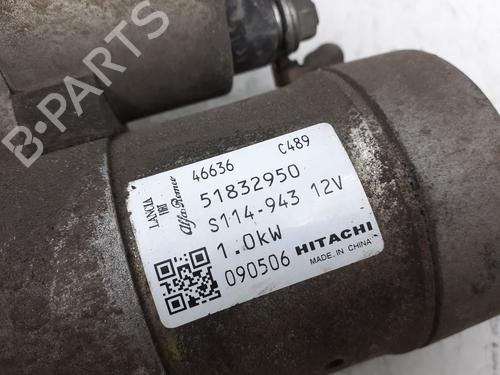 B-PARTS
46636 C489
LANCIA
FIAT
Alfa Romeo
51832950
S114-943 12V
1.0kW
090506 HITACHI
MADE IN CHINA